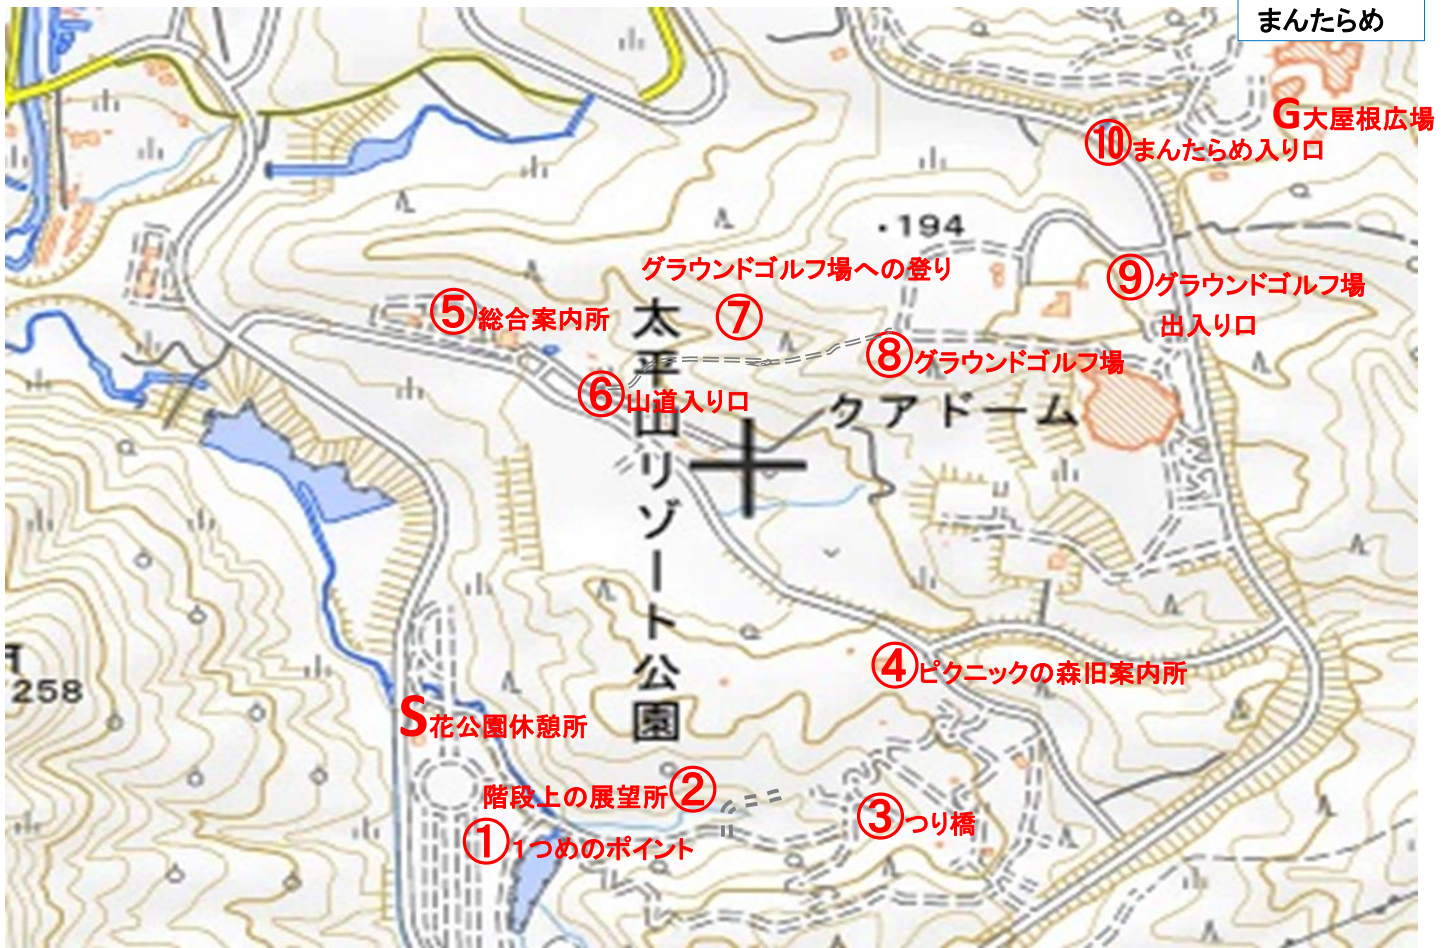 まんたらめ
G大屋根広場
⑩まんたらめ入り口
・194
グラウンドゴルフ場への登り
⑦
⑨グラウンドゴルフ場
出入り口
⑤総合案内所
⑧グラウンドゴルフ場
⑥山道入り口
クアドーム
太平山リゾート公園
④ピクニックの森旧案内所
258
S花公園休憩所
階段上の展望所②
③つり橋
①1つめのポイント